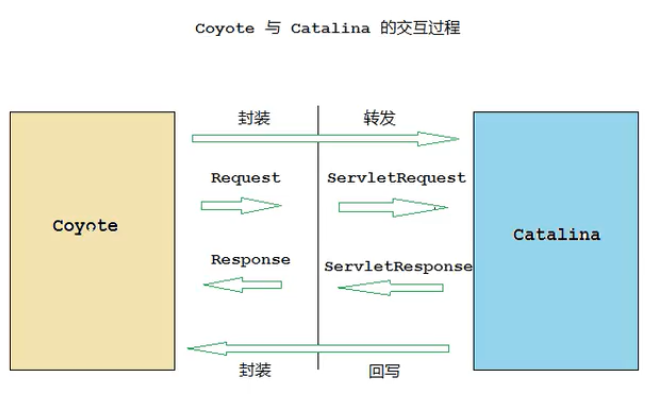 Coyote 与 Catalina 的交互过程
封装
转发
Request
ServletRequest
Coyote
Catalina
Response
ServletResponse
封装
回写